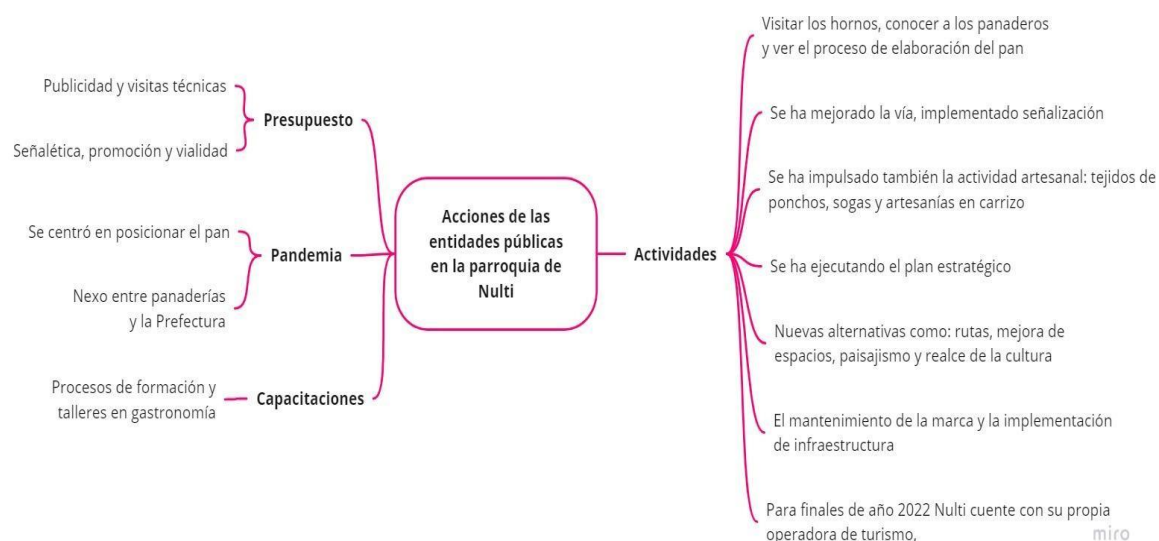 Publicidad y visitas técnicas
Señalética, promoción y vialidad
Presupuesto
Se centró en posicionar el pan
Nexo entre panaderías
y la Prefectura
Pandemia
Procesos de formación y
talleres en gastronomía
Capacitaciones
Acciones de las
entidades públicas
en la parroquia de
Nulti
Actividades
Visitar los hornos, conocer a los panaderos
y ver el proceso de elaboración del pan
Se ha mejorado la vía, implementado señalización
Se ha impulsado también la actividad artesanal: tejidos de
ponchos, sogas y artesanías en carrizo
Se ha ejecutando el plan estratégico
Nuevas alternativas como: rutas, mejora de
espacios, paisajismo y realce de la cultura
El mantenimiento de la marca y la implementación
de infraestructura
Para finales de año 2022 Nulti cuente con su propia
operadora de turismo,
miro